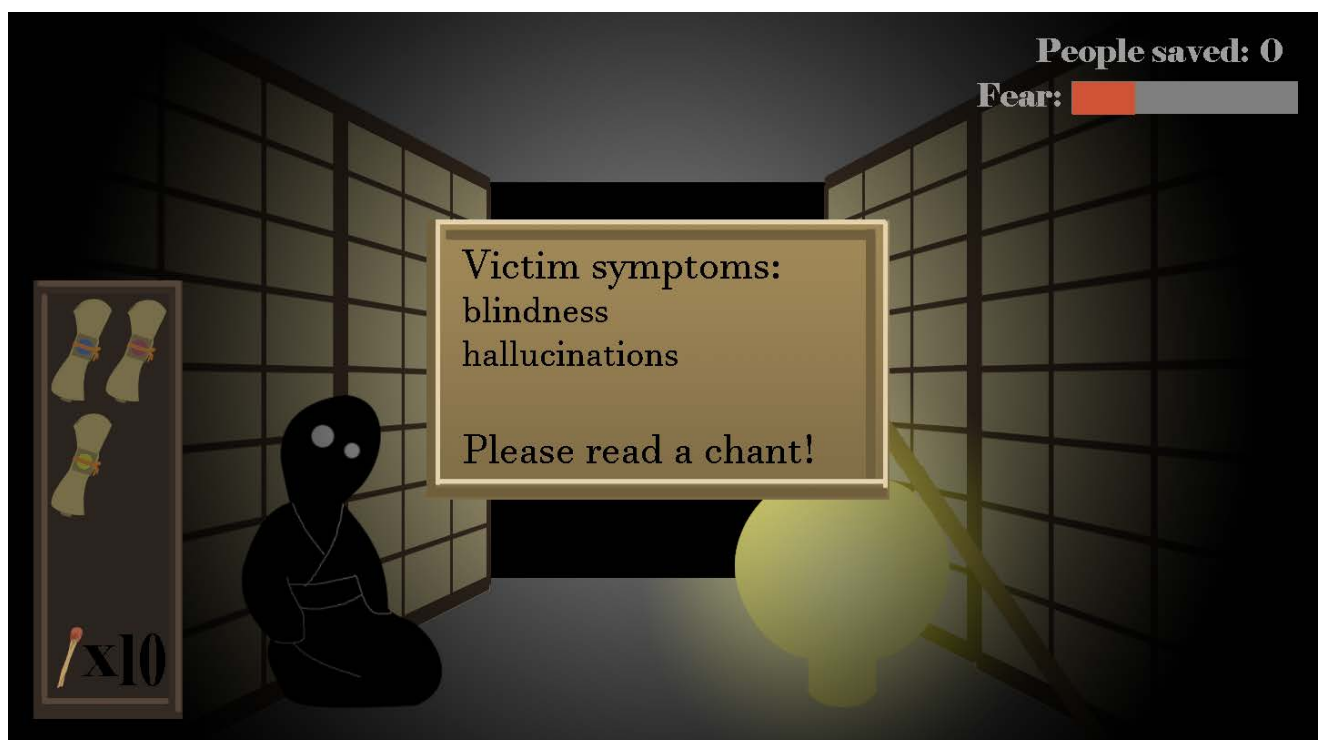 People saved: 0
Fear:
Victim symptoms:
blindness
hallucinations
Please read a chant!
x10